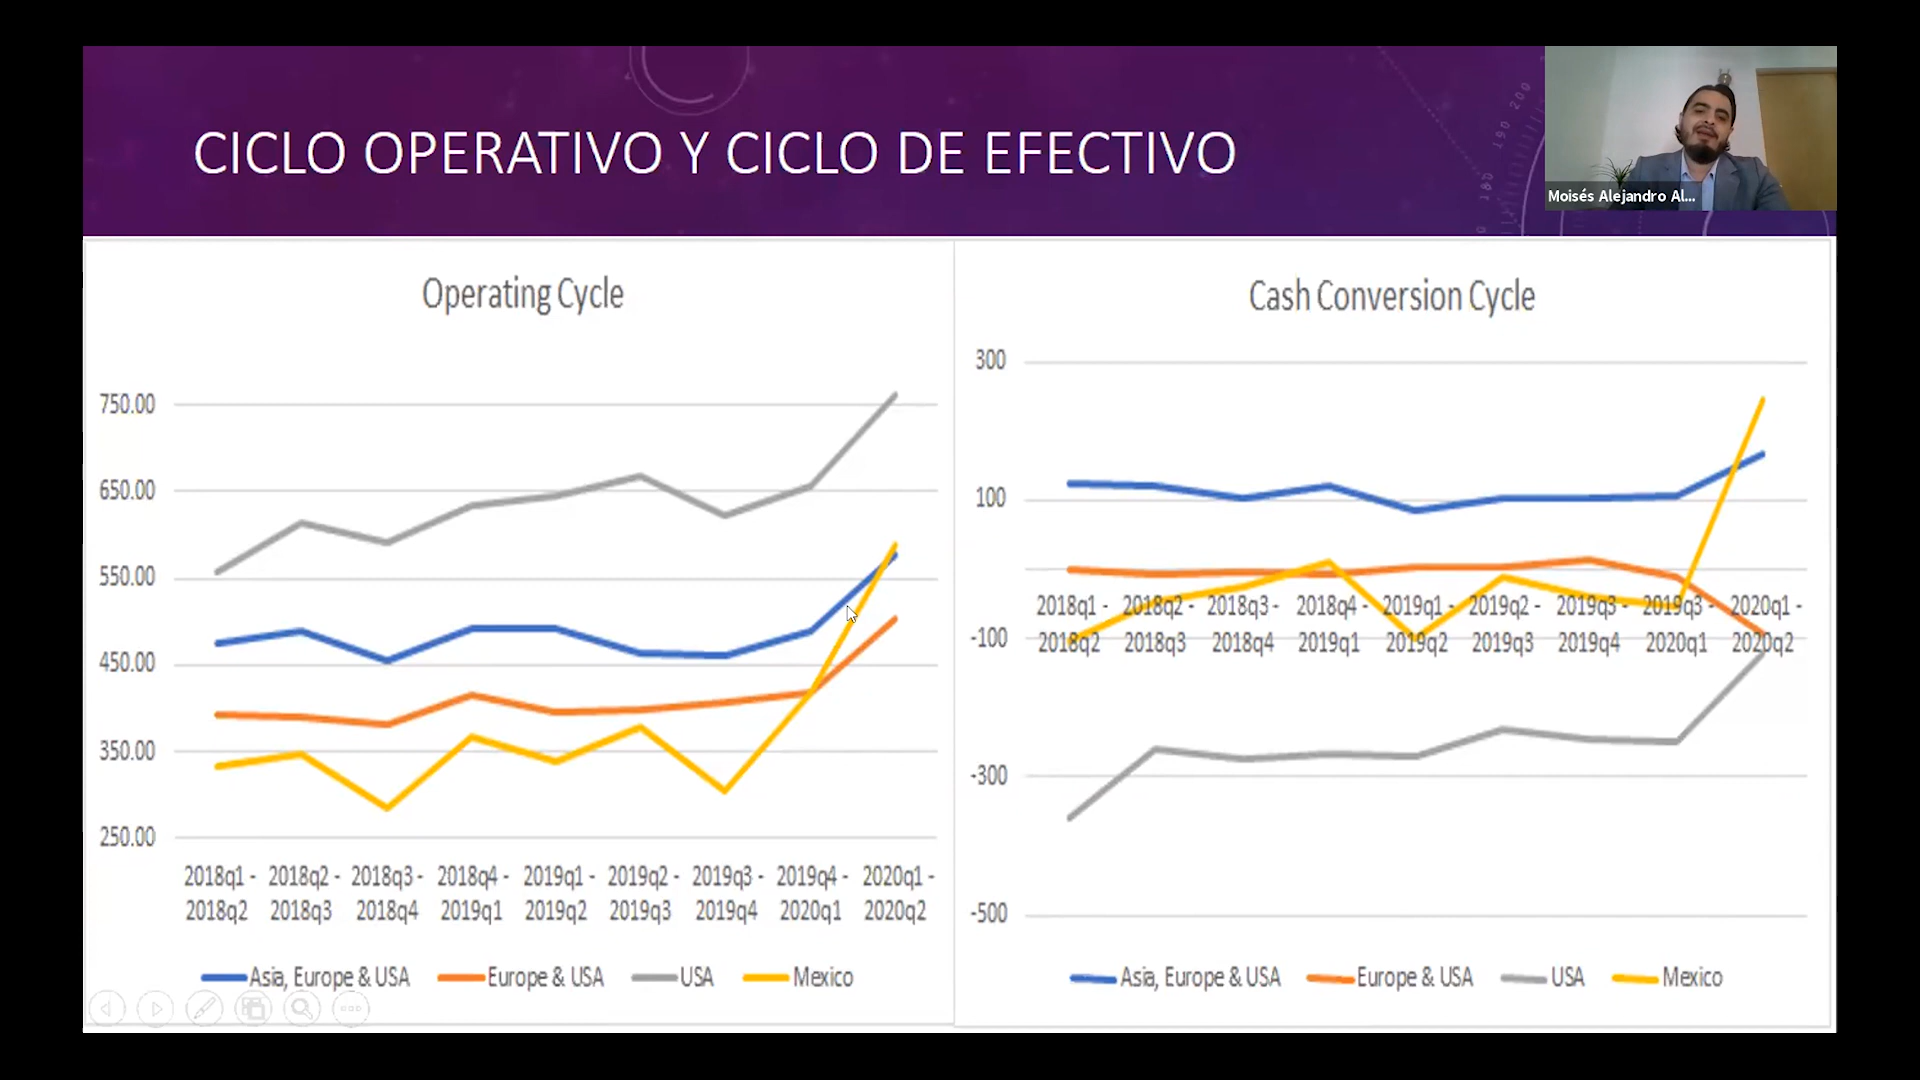 CICLO OPERATIVO Y CICLO DE EFECTIVO
180 190 200
Moisés Alejandro Al...
Operating Cycle
750.00
650.00
550.00
450.00
350.00
250.00
2018q1 - 2018q2 - 2018q3 - 2018q4 - 2019q1 - 2019q2 - 2019q3 - 2019q4 - 2020q1 -
2018q2 2018q3 2018q4 2019q1 2019q2 2019q3 2019q4 2020q1 2020q2
Asia, Europe & USA Europe & USA USA Mexico
Cash Conversion Cycle
300
100
-100
-300
-500
2018q1 - 2018q2 - 2018q3 - 2018q4 - 2019q1 - 2019q2 - 2019q3 - 2019q3 - 2020q1 -
2018q2 2018q3 2018q4 2019q1 2019q2 2019q3 2019q4 2020q1 2020q2
Asia, Europe & USA Europe & USA USA Mexico